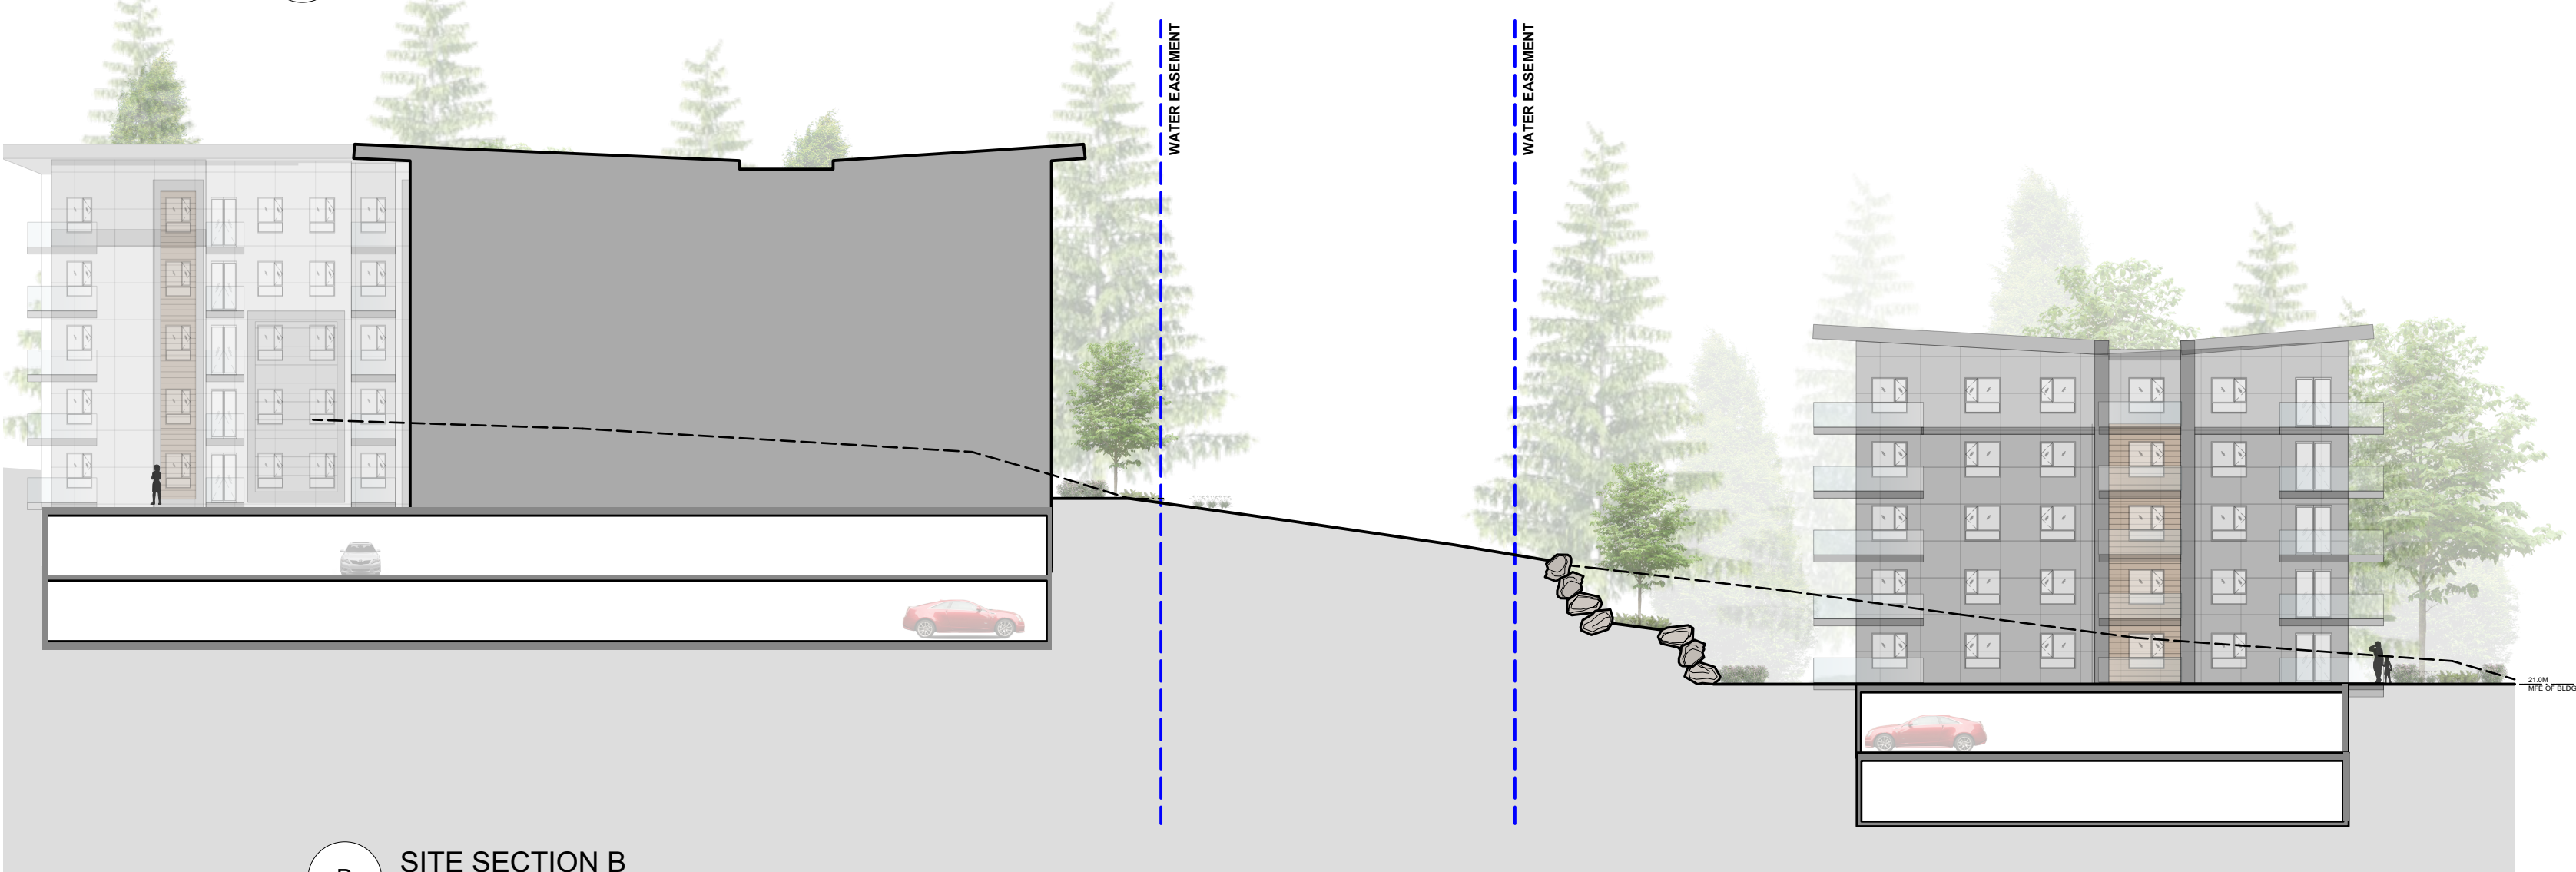 WATER EASEMENT
WATER EASEMENT
21.0M
MFE OF BLDG
SITE SECTION B